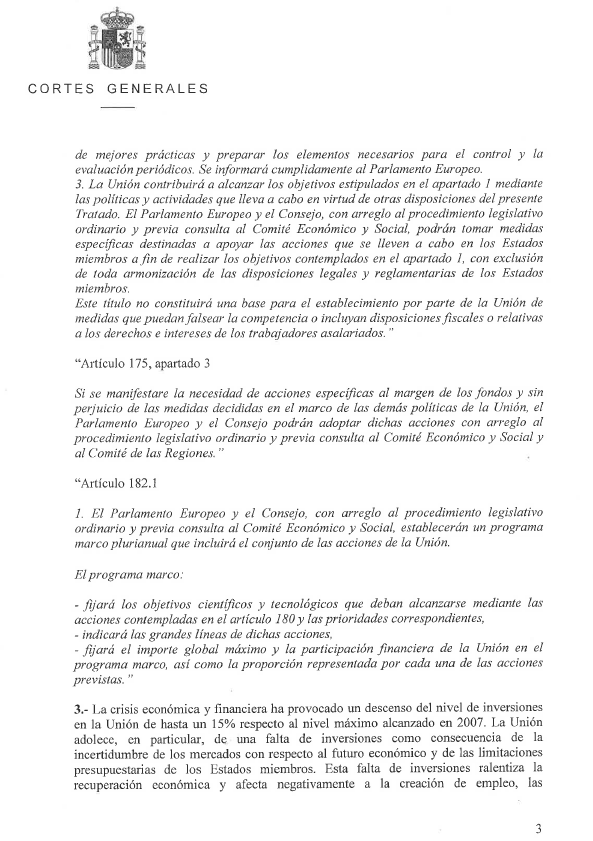 CORTES GENERALES
de mejores prácticas y preparar los elementos necesarios para el control y la
evaluación periódicos. Se informará cumplidamente al Parlamento Europeo.
3. La Unión contribuirá a alcanzar los objetivos estipulados en el apartado 1 mediante
las políticas y actividades que lleva a cabo en virtud de otras disposiciones del presente
Tratado. El Parlamento Europeo y el Consejo, con arreglo al procedimiento legislativo
ordinario y previa consulta al Comité Económico y Social, podrán tomar medidas
específicas destinadas a apoyar las acciones que se lleven a cabo en los Estados
miembros a fin de realizar los objetivos contemplados en el apartado 1, con exclusión
de toda armonización de las disposiciones legales y reglamentarias de los Estados
miembros.
Este título no constituirá una base para el establecimiento por parte de la Unión de
medidas que puedan falsear la competencia o incluyan disposiciones fiscales o relativas
a los derechos e intereses de los trabajadores asalariados.”
“Artículo 175, apartado 3
Si se manifestare la necesidad de acciones específicas al margen de los fondos y sin
perjuicio de las medidas decididas en el marco de las demás políticas de la Unión, el
Parlamento Europeo y el Consejo podrán adoptar dichas acciones con arreglo al
procedimiento legislativo ordinario y previa consulta al Comité Económico y Social y
al Comité de las Regiones.”
“Artículo 182.1
1. El Parlamento Europeo y el Consejo, con arreglo al procedimiento legislativo
ordinario y previa consulta al Comité Económico y Social, establecerán un programa
marco plurianual que incluirá el conjunto de las acciones de la Unión.
El programa marco:
- fijará los objetivos científicos y tecnológicos que deban alcanzarse mediante las
acciones contempladas en el artículo 180 y las prioridades correspondientes,
- indicará las grandes líneas de dichas acciones,
- fijará el importe global máximo y la participación financiera de la Unión en el
programa marco, así como la proporción representada por cada una de las acciones
previstas.”
3.- La crisis económica y financiera ha provocado un descenso del nivel de inversiones
en la Unión de hasta un 15% respecto al nivel máximo alcanzado en 2007. La Unión
adolece, en particular, de una falta de inversiones como consecuencia de la
incertidumbre de los mercados con respecto al futuro económico y de las limitaciones
presupuestarias de los Estados miembros. Esta falta de inversiones ralentiza la
recuperación económica y afecta negativamente a la creación de empleo, las
3